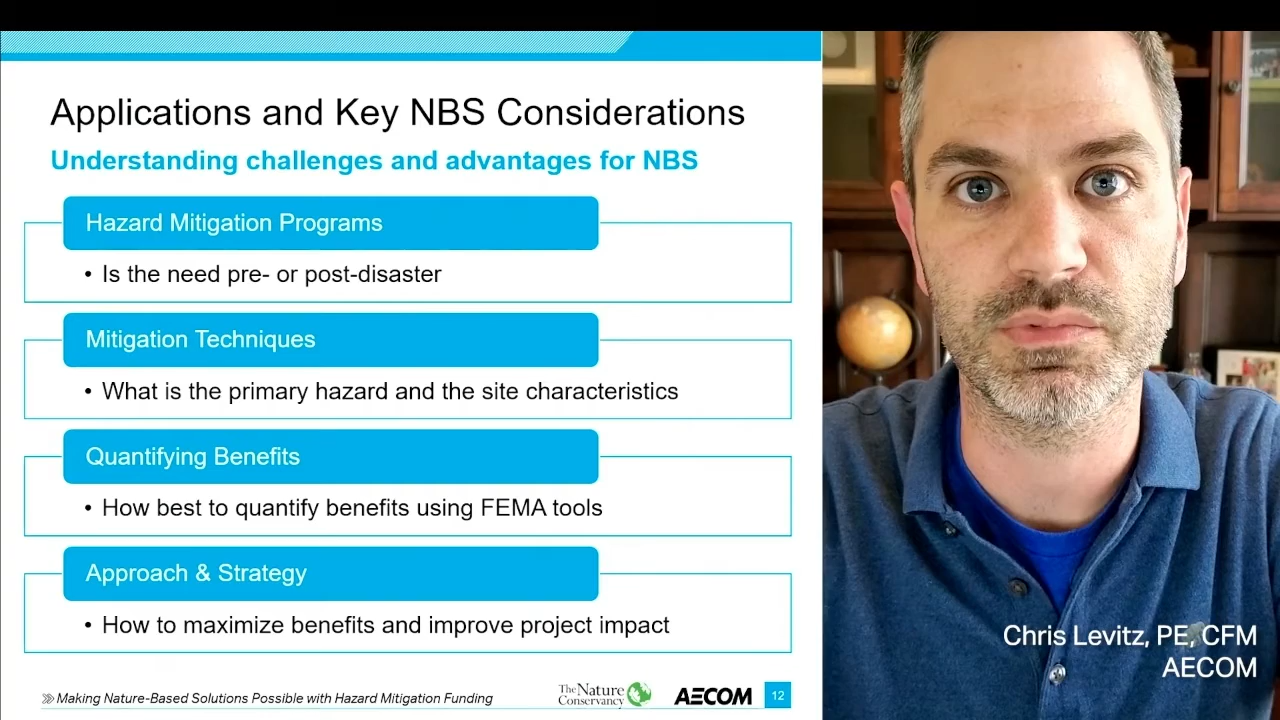 Applications and Key NBS Considerations
Understanding challenges and advantages for NBS
Hazard Mitigation Programs
• Is the need pre- or post-disaster
Mitigation Techniques
• What is the primary hazard and the site characteristics
Quantifying Benefits
• How best to quantify benefits using FEMA tools
Approach & Strategy
• How to maximize benefits and improve project impact
Making Nature-Based Solutions Possible with Hazard Mitigation Funding
The Nature
Conservancy
AECOM
12
Chris Levitz, PE, CFM
AECOM